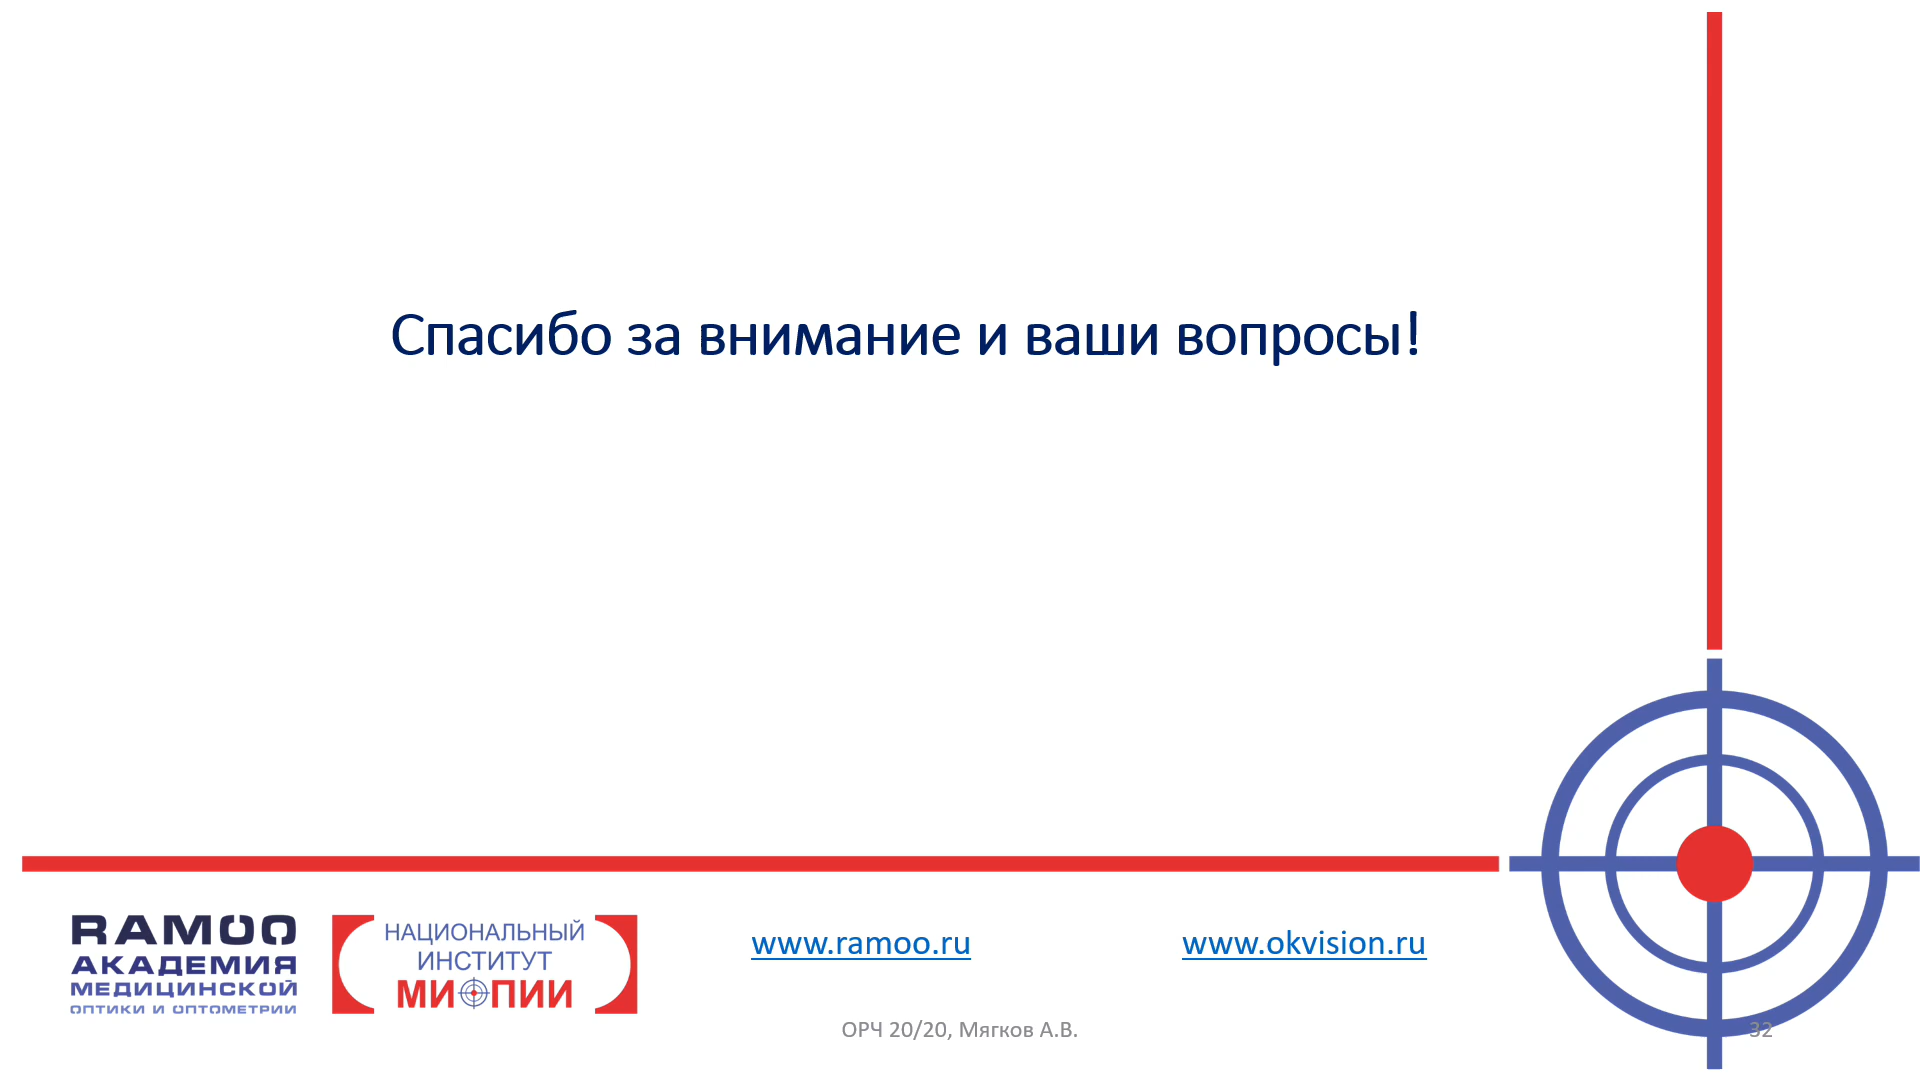 Спасибо за внимание и ваши вопросы!
RAMOO
АКАДЕМИЯ
МЕДИЦИНСКОЙ
ОПТИКИ И ОПТОМЕТРИИ
НАЦИОНАЛЬНЫЙ
ИНСТИТУТ
МИОПИИ
www.ramoo.ru
www.okvision.ru
ОРЧ 20/20, Мягков А.В.
32